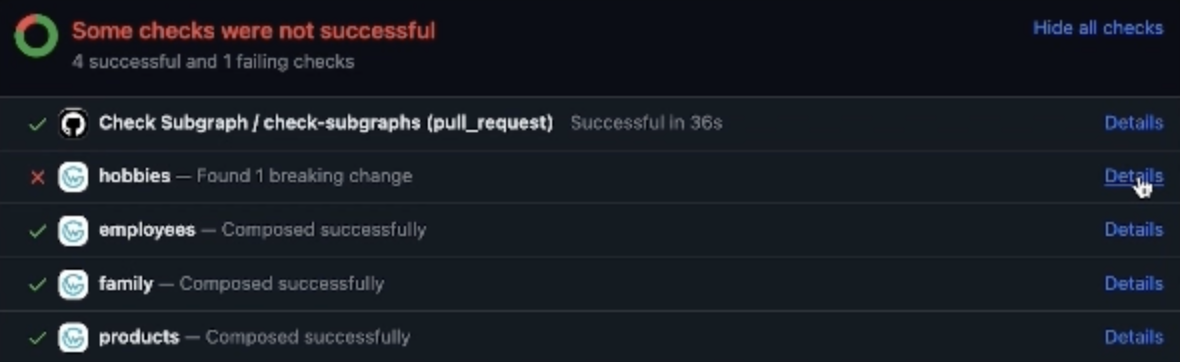 Some checks were not successful
Hide all checks
4 successful and 1 failing checks
Check Subgraph / check-subgraphs (pull_request) Successful in 36s Details
hobbies — Found 1 breaking change Details
employees — Composed successfully Details
family — Composed successfully Details
products — Composed successfully Details